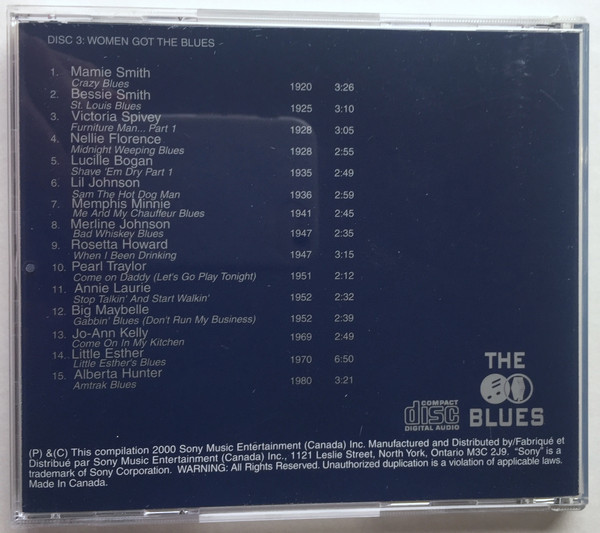 DISC 3: WOMEN GOT THE BLUES
1. Mamie Smith
Crazy Blues 1920 3:26
2. Bessie Smith
St. Louis Blues 1925 3:10
3. Victoria Spivey
Furniture Man... Part 1 1928 3:05
4. Nellie Florence
Midnight Weeping Blues 1928 2:55
5. Lucille Bogan
Shave 'Em Dry Part 1 1935 2:49
6. Lil Johnson
Sam The Hot Dog Man 1936 2:59
7. Memphis Minnie
Me And My Chauffeur Blues 1941 2:45
8. Merline Johnson
Bad Whiskey Blues 1947 2:35
9. Rosetta Howard
When I Been Drinking 1947 3:15
10. Pearl Traylor
Come on Daddy (Let's Go Play Tonight) 1951 2:12
11. Annie Laurie
Stop Talkin' And Start Walkin' 1952 2:32
12. Big Maybelle
Gabbin' Blues (Don't Run My Business) 1952 2:39
13. Jo-Ann Kelly
Come On In My Kitchen 1969 2:49
14. Little Esther
Little Esther's Blues 1970 6:50
15. Alberta Hunter
Amtrak Blues 1980 3:21
COMPACT
disc
DIGITAL AUDIO
THE
BLUES
(P) &(C) This compilation 2000 Sony Music Entertainment (Canada) Inc. Manufactured and Distributed by/Fabriqué et
Distribué par Sony Music Entertainment (Canada) Inc., 1121 Leslie Street, North York, Ontario M3C 2J9. "Sony" is a
trademark of Sony Corporation. WARNING: All Rights Reserved. Unauthorized duplication is a violation of applicable laws.
Made In Canada.